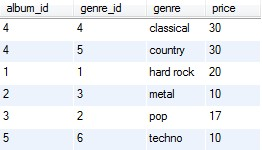 album_id genre_id genre price
4 4 classical 30
4 5 country 30
1 1 hard rock 20
2 3 metal 10
3 2 pop 17
5 6 techno 10